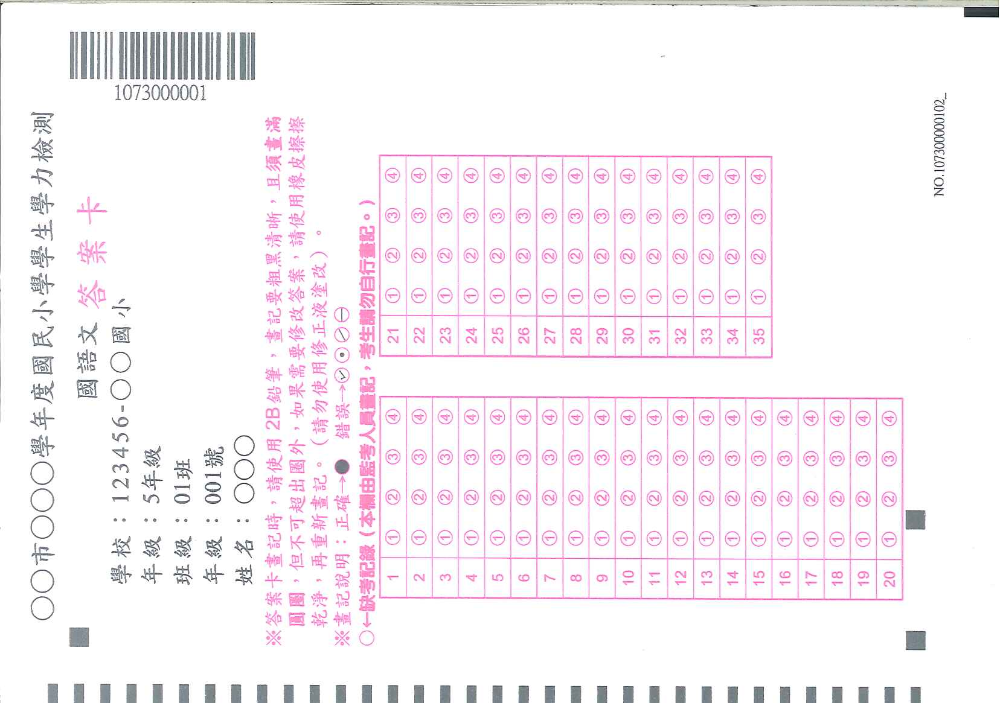 1073000001
○○市○○○學年度國民小學學生學力檢測
國語文 答案卡
學校：123456-○○國小
年級：5年級
班級：01班
年級：001號
姓名：○○○
※答案卡畫記時，請使用2B鉛筆，畫記要粗黑清晰，且須畫滿
圓圈，但不可超出圈外，如果需要修改答案，請使用橡皮擦擦
乾淨，再重新畫記。（請勿使用修正液塗改）。
※畫記說明：正確→● 錯誤→
○←缺考記錄（本欄由監考人員畫記，考生請勿自行畫記。）
1 ① ② ③ ④
2 ① ② ③ ④
3 ① ② ③ ④
4 ① ② ③ ④
5 ① ② ③ ④
6 ① ② ③ ④
7 ① ② ③ ④
8 ① ② ③ ④
9 ① ② ③ ④
10 ① ② ③ ④
11 ① ② ③ ④
12 ① ② ③ ④
13 ① ② ③ ④
14 ① ② ③ ④
15 ① ② ③ ④
16 ① ② ③ ④
17 ① ② ③ ④
18 ① ② ③ ④
19 ① ② ③ ④
20 ① ② ③ ④
21 ① ② ③ ④
22 ① ② ③ ④
23 ① ② ③ ④
24 ① ② ③ ④
25 ① ② ③ ④
26 ① ② ③ ④
27 ① ② ③ ④
28 ① ② ③ ④
29 ① ② ③ ④
30 ① ② ③ ④
31 ① ② ③ ④
32 ① ② ③ ④
33 ① ② ③ ④
34 ① ② ③ ④
35 ① ② ③ ④
NO.107300000102_